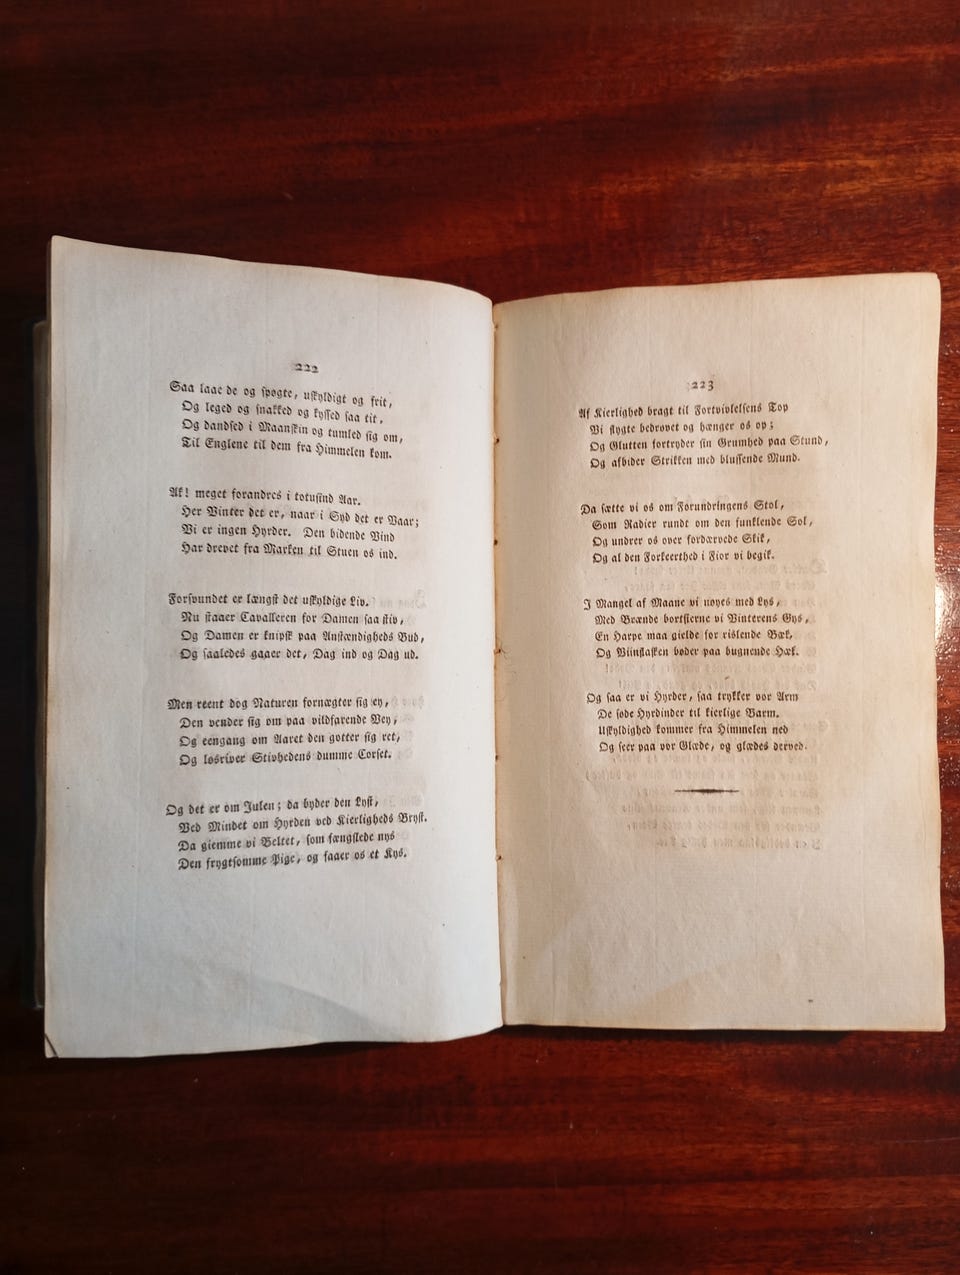 222
Saa laae de og spøgte, uskyldigt og frit,
Og leged og snakked og kyssed saa tit,
Og dandsed i Maanskin og tumled sig om,
Til Englene til dem fra Himmelen kom.
Ak! meget forandres i totusind Aar.
Her Vinter det er, naar i Syd det er Vaar;
Vi er ingen Hyrder. Den bidende Vind
Har drevet fra Marken til Stuen os ind.
Forsvundet er længst det uskyldige Liv.
Nu staaer Cavalleren for Damen saa stiv,
Og Damen er knipsk paa Anstændigheds Bud,
Og saaledes gaaer det, Dag ind og Dag ud.
Men reent dog Naturen fornægter sig ey,
Den vender sig om paa vildfarende Vey,
Og eengang om Aaret den gotter sig ret,
Og løsriver Stivhedens dumme Corset.
Og det er om Julen; da byder den Lyst,
Ved Mindet om Hyrden ved Kierligheds Bryst.
Da giemme vi Beltet, som fængslede nys
Den frygtsomme Pige, og faaer os et Kys.
223
Af Kierlighed bragt til Fortvivlelsens Top
Vi stygte bedrøvet og hænger os op;
Og Glutten fortryder sin Grumhed paa Stund,
Og afbider Strikken med blussende Mund.
Da sætte vi os om Forundringens Stol,
Som Radier rundt om den funklende Sol,
Og undrer os over fordærvede Skik,
Og al den Forkeerthed i Fior vi begik.
I Mangel af Maane vi nøyes med Lys,
Med Brænde bortfierne vi Vinterens Gys,
En Harpe maa gielde for rislende Bæk,
Og Viinflasken bøder paa bugnende Hæk.
Og saa er vi Hyrder, saa trykker vor Arm
De søde Hyrdinder til kierlige Barm.
Uskyldighed kommer fra Himmelen ned
Og seer paa vor Glæde, og glædes derved.